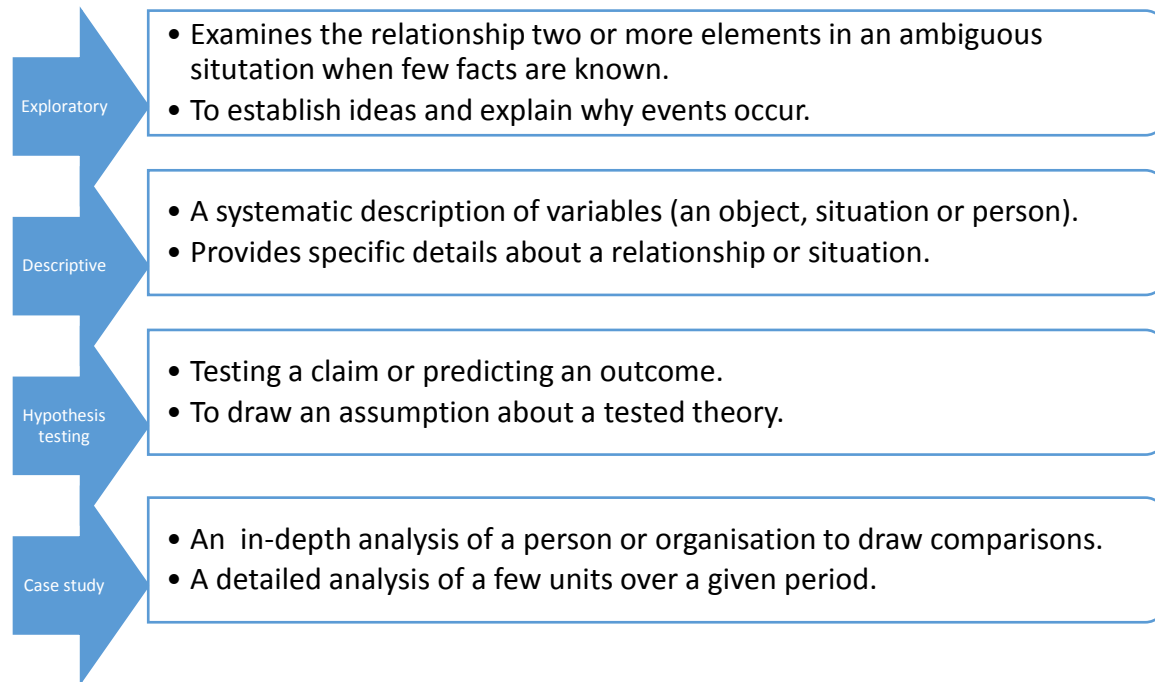 Exploratory
• Examines the relationship two or more elements in an ambiguous
situtation when few facts are known.
• To establish ideas and explain why events occur.
Descriptive
• A systematic description of variables (an object, situation or person).
• Provides specific details about a relationship or situation.
Hypothesis
testing
• Testing a claim or predicting an outcome.
• To draw an assumption about a tested theory.
Case study
• An  in-depth analysis of a person or organisation to draw comparisons.
• A detailed analysis of a few units over a given period.